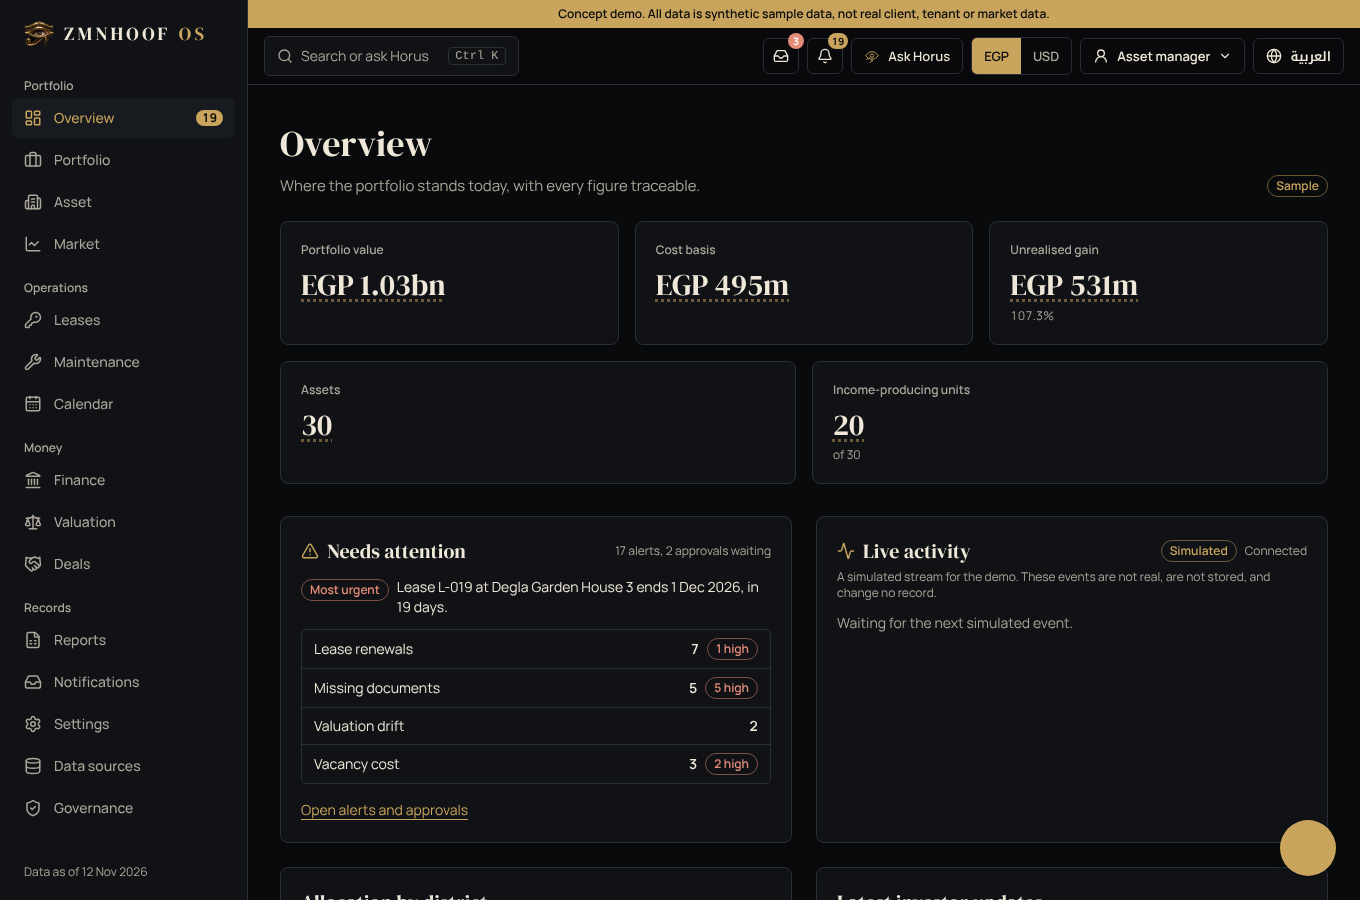 ZMNHOOF OS
Portfolio
Overview 19
Portfolio
Asset
Market
Operations
Leases
Maintenance
Calendar
Money
Finance
Valuation
Deals
Records
Reports
Notifications
Settings
Data sources
Governance
Data as of 12 Nov 2026
Concept demo. All data is synthetic sample data, not real client, tenant or market data.
Search or ask Horus Ctrl K
3 19 Ask Horus EGP USD Asset manager العربية
Overview
Where the portfolio stands today, with every figure traceable. Sample
Portfolio value
EGP 1.03bn
Cost basis
EGP 495m
Unrealised gain
EGP 531m
107.3%
Assets
30
Income-producing units
20
of 30
Needs attention 17 alerts, 2 approvals waiting
Most urgent Lease L-019 at Degla Garden House 3 ends 1 Dec 2026, in
19 days.
Lease renewals 7 1 high
Missing documents 5 5 high
Valuation drift 2
Vacancy cost 3 2 high
Open alerts and approvals
Live activity Simulated Connected
A simulated stream for the demo. These events are not real, are not stored, and
change no record.
Waiting for the next simulated event.
Allocation by district
Latest investor updates